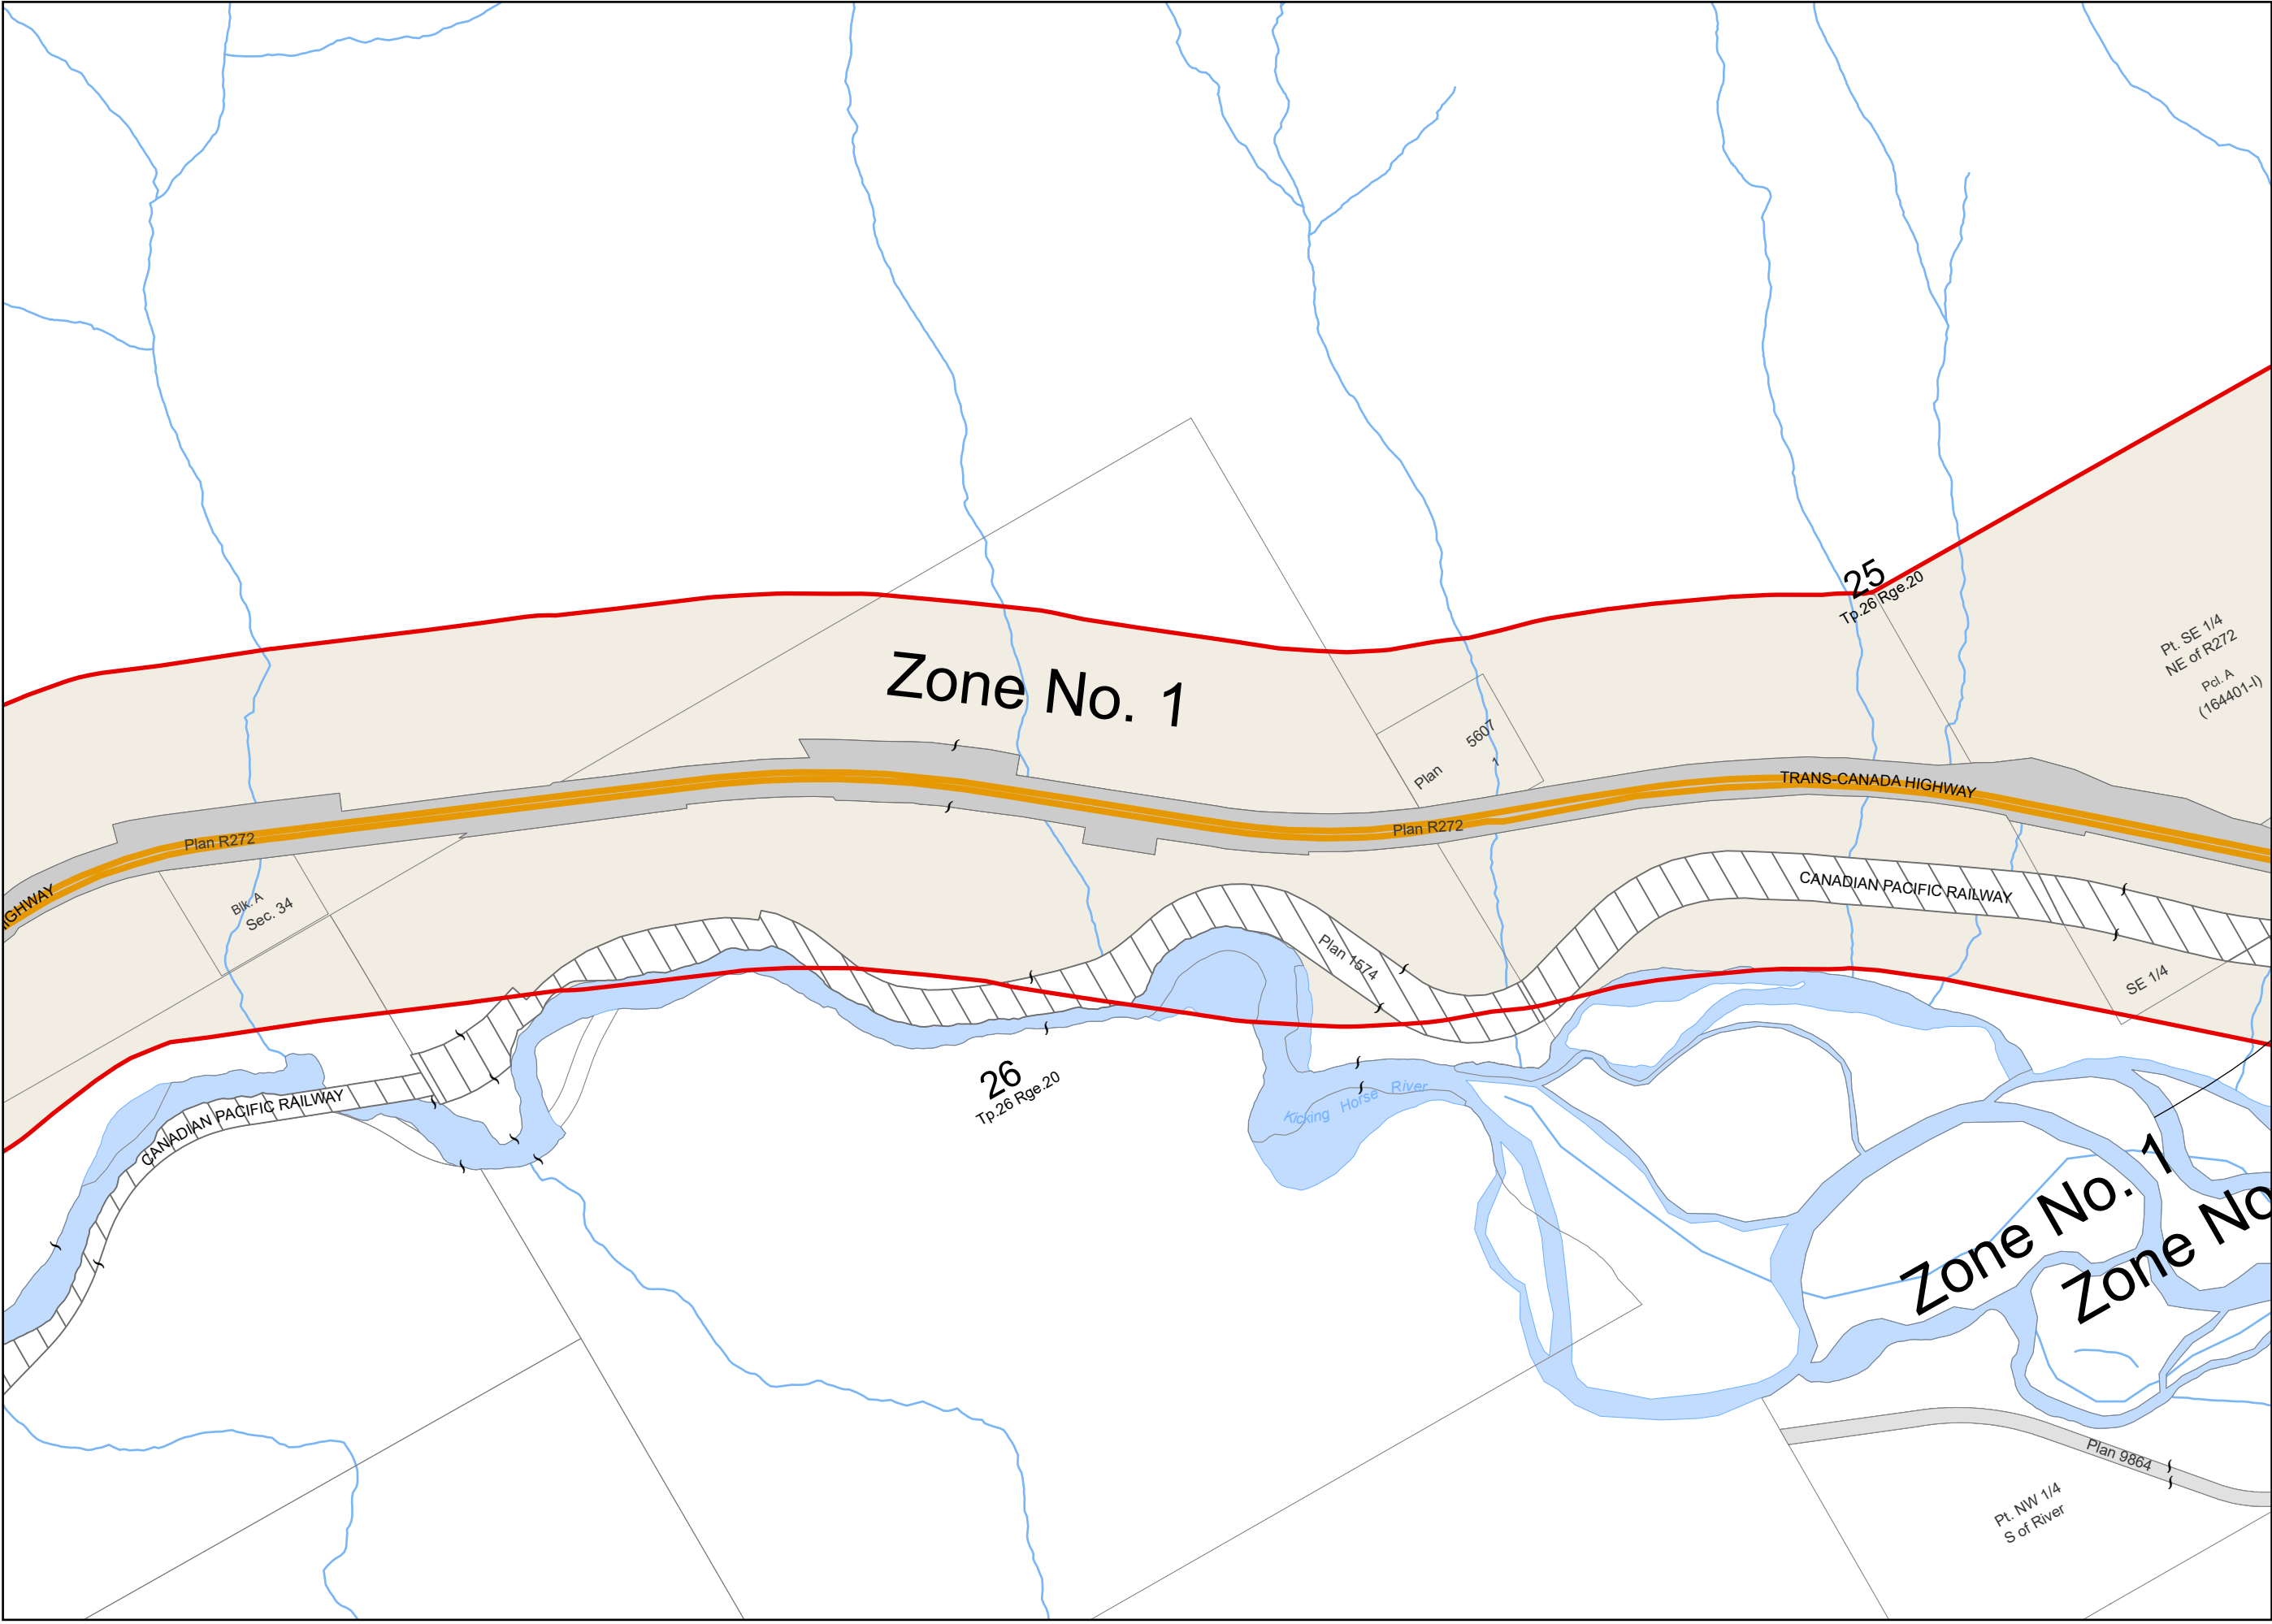 25
Tp.26 Rge.20
Pt. SE 1/4
NE of R272
Pcl. A
(164401-I)
Zone No. 1
5607
Plan
1
TRANS-CANADA HIGHWAY
Plan R272
Plan R272
IGHWAY
Blk. A
Sec. 34
CANADIAN PACIFIC RAILWAY
Plan 1574
SE 1/4
26
Tp.26 Rge.20
Kicking Horse River
CANADIAN PACIFIC RAILWAY
Zone No. 1
Zone No
Plan 9864
Pt. NW 1/4
S of River